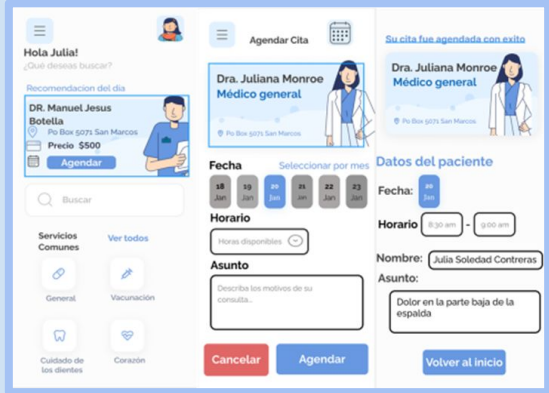 Hola Julia!
¿Qué deseas buscar?
Recomendacion del dia
DR. Manuel Jesus
Botella
Po Box 5071 San Marcos
Precio $500
Agendar
Buscar
Servicios
Comunes
Ver todos
General
Vacunación
Cuidado de
los dientes
Corazón
Agendar Cita
Dra. Juliana Monroe
Médico general
Po Box 5071 San Marcos
Fecha
Seleccionar por mes
18 19 20 21 22 23
Jan Jan Jan Jan Jan Jan
Horario
Horas disponibles
Asunto
Describa los motivos de su
consulta...
Cancelar
Agendar
Su cita fue agendada con exito
Dra. Juliana Monroe
Médico general
Po Box 5071 San Marcos
Datos del paciente
Fecha:
20
Jan
Horario
8:30 am - 9:00 am
Nombre:
Julia Soledad Contreras
Asunto:
Dolor en la parte baja de la
espalda
Volver al inicio